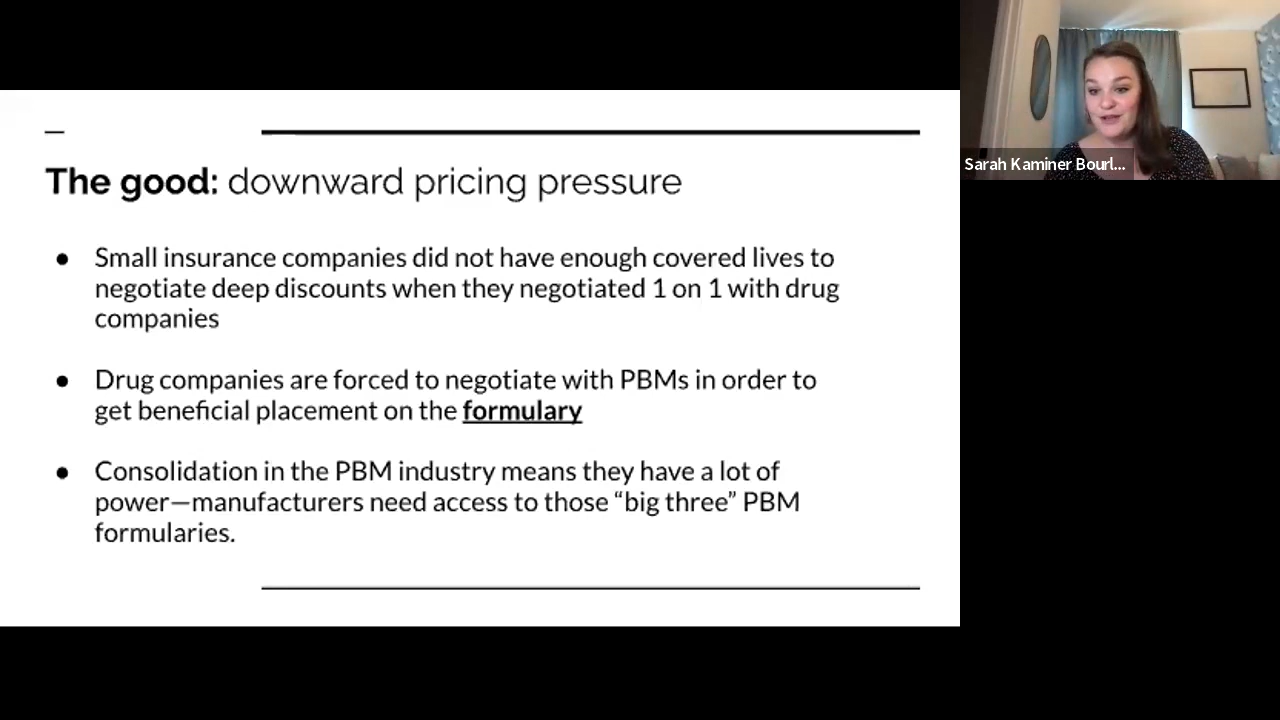 The good: downward pricing pressure
● Small insurance companies did not have enough covered lives to
negotiate deep discounts when they negotiated 1 on 1 with drug
companies
● Drug companies are forced to negotiate with PBMs in order to
get beneficial placement on the formulary
● Consolidation in the PBM industry means they have a lot of
power—manufacturers need access to those “big three” PBM
formularies.
Sarah Kaminer Bourl...